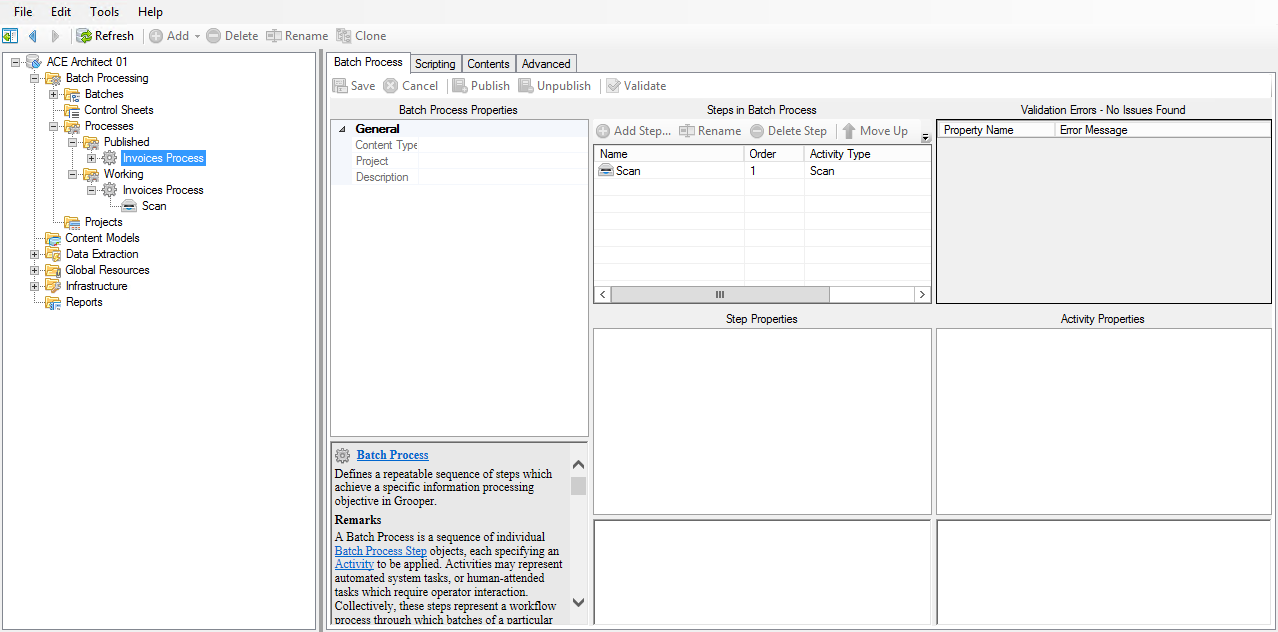 File Edit Tools Help
Refresh Add Delete Rename Clone
ACE Architect 01
Batch Processing
Batches
Control Sheets
Processes
Published
Invoices Process
Working
Invoices Process
Scan
Projects
Content Models
Data Extraction
Global Resources
Infrastructure
Reports
Batch Process Scripting Contents Advanced
Save Cancel Publish Unpublish Validate
Batch Process Properties
General
Content Type
Project
Description
Batch Process
Defines a repeatable sequence of steps which
achieve a specific information processing
objective in Grooper.
Remarks
A Batch Process is a sequence of individual
Batch Process Step objects, each specifying an
Activity to be applied. Activities may represent
automated system tasks, or human-attended
tasks which require operator interaction.
Collectively, these steps represent a workflow
process through which batches of a particular
Steps in Batch Process
Add Step... Rename Delete Step Move Up
Name Order Activity Type
Scan 1 Scan
Validation Errors - No Issues Found
Property Name Error Message
Step Properties
Activity Properties